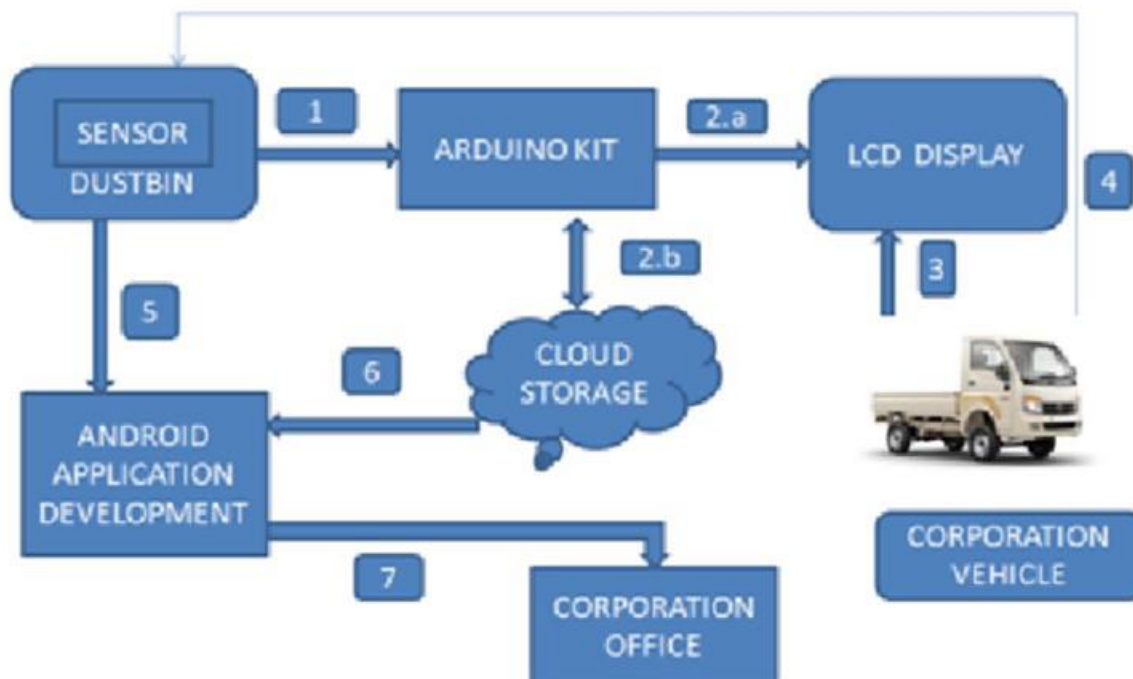 SENSOR
DUSTBIN
1
ARDUINO KIT
2.a
LCD DISPLAY
4
2.b
3
5
CLOUD
STORAGE
6
ANDROID
APPLICATION
DEVELOPMENT
7
CORPORATION
OFFICE
CORPORATION
VEHICLE